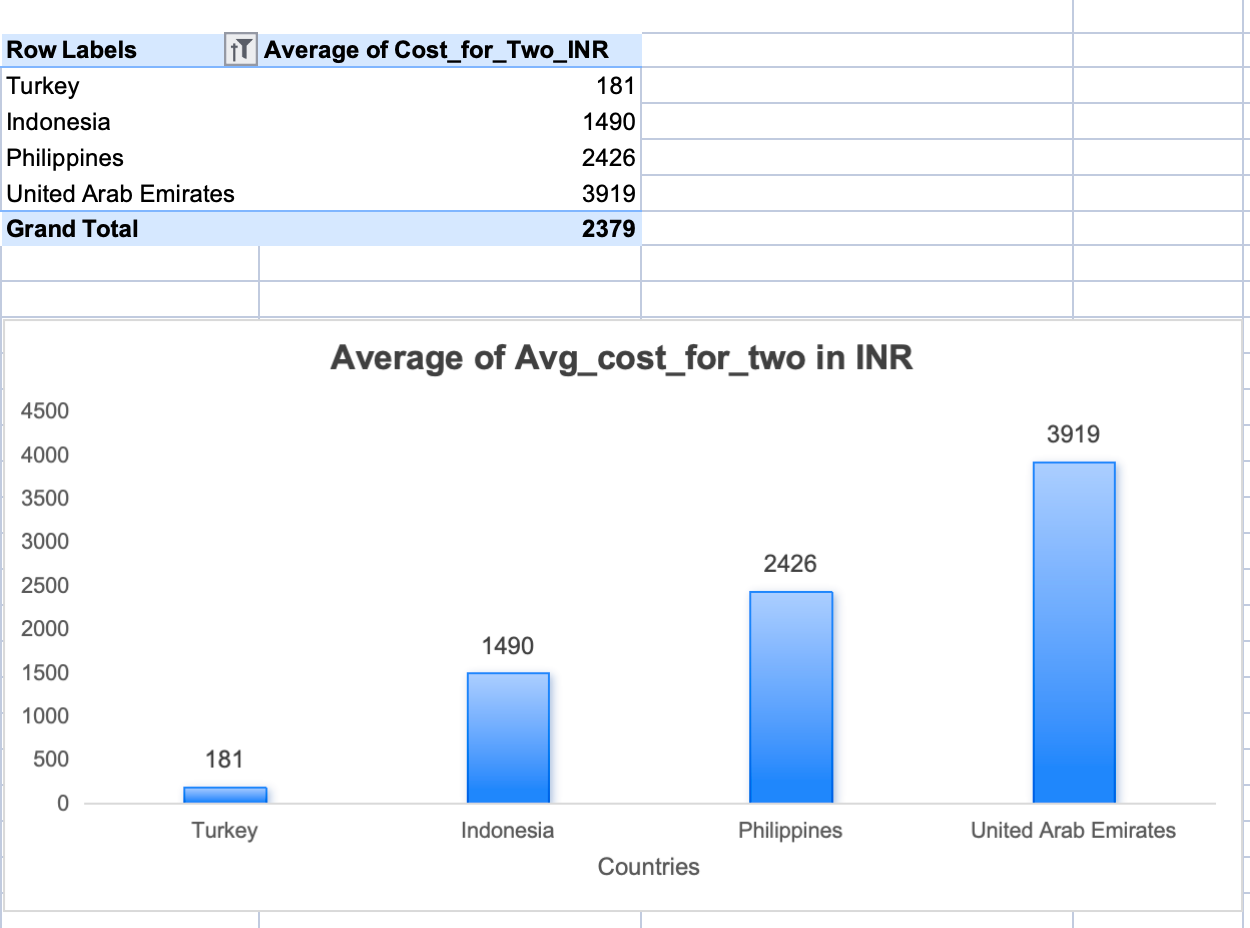 Row Labels Average of Cost_for_Two_INR
Turkey 181
Indonesia 1490
Philippines 2426
United Arab Emirates 3919
Grand Total 2379
Average of Avg_cost_for_two in INR
4500
4000
3500
3000
2500
2000
1500
1000
500
0
181
1490
2426
3919
Turkey Indonesia Philippines United Arab Emirates
Countries